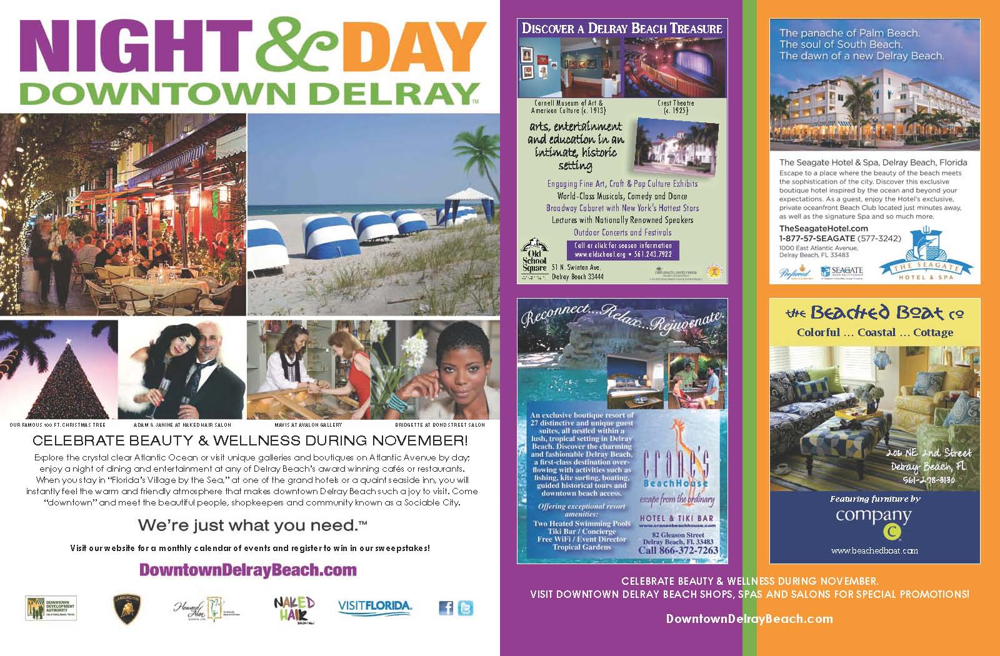 NIGHT & DAY
DOWNTOWN DELRAY™
OUR FAMOUS 100 FT. CHRISTMAS TREE
ADAM & JANINE AT NAKED HAIR SALON
MAVIS AT AVALON GALLERY
BRIDGETTE AT BOND STREET SALON
CELEBRATE BEAUTY & WELLNESS DURING NOVEMBER!
Explore the crystal clear Atlantic Ocean or visit unique galleries and boutiques on Atlantic Avenue by day;
enjoy a night of dining and entertainment at any of Delray Beach's award winning cafés or restaurants.
When you stay in "Florida's Village by the Sea," at one of the grand hotels or a quaint seaside inn, you will
instantly feel the warm and friendly atmosphere that makes downtown Delray Beach such a joy to visit. Come
"downtown" and meet the beautiful people, shopkeepers and community known as a Sociable City.
We're just what you need.™
Visit our website for a monthly calendar of events and register to win in our sweepstakes!
DowntownDelrayBeach.com
DOWNTOWN
DEVELOPMENT
AUTHORITY
City of Delray Beach, Florida
LAMBORGHINI
Howard
Alan
EVENTS, LTD.
NAKED
HAIR
VISITFLORIDA®
DISCOVER A DELRAY BEACH TREASURE
Cornell Museum of Art &
American Culture (c. 1913)
Crest Theatre
(c. 1925)
arts, entertainment
and education in an
intimate, historic
setting
Engaging Fine Art, Craft & Pop Culture Exhibits
World-Class Musicals, Comedy and Dance
Broadway Cabaret with New York's Hottest Stars
Lectures with Nationally Renowned Speakers
Outdoor Concerts and Festivals
Call or click for season information
www.oldschool.org • 561.243.7922
Old
School
Square
51 N. Swinton Ave.
Delray Beach 33444
Reconnect...Relax...Rejuvenate.
An exclusive boutique resort of
27 distinctive and unique guest
suites, all nestled within a
lush, tropical setting in Delray
Beach. Discover the charming
and fashionable Delray Beach,
a first-class destination over-
flowing with activities such as
fishing, kite surfing, boating,
guided historical tours and
downtown beach access.
Offering exceptional resort
amenities:
Two Heated Swimming Pools
Tiki Bar / Concierge
Free WiFi / Event Director
Tropical Gardens
crane's
BeachHouse
escape from the ordinary
HOTEL & TIKI BAR
www.cranesbeachhouse.com
82 Gleason Street
Delray Beach, FL 33483
Call 866-372-7263
The panache of Palm Beach.
The soul of South Beach.
The dawn of a new Delray Beach.
The Seagate Hotel & Spa, Delray Beach, Florida
Escape to a place where the beauty of the beach meets
the sophistication of the city. Discover this exclusive
boutique hotel inspired by the ocean and beyond your
expectations. As a guest, enjoy the Hotel's exclusive,
private oceanfront Beach Club located just minutes away,
as well as the signature Spa and so much more.
TheSeagateHotel.com
1-877-57-SEAGATE (577-3242)
1000 East Atlantic Avenue,
Delray Beach, FL 33483
Preferred
SEAGATE
THE SEAGATE
HOTEL & SPA
the Beached Boat co
Colorful ... Coastal ... Cottage
206 NE 2nd Street
Delray Beach, FL
561-278-3130
Featuring furniture by
company
C
www.beachedboat.com
CELEBRATE BEAUTY & WELLNESS DURING NOVEMBER.
VISIT DOWNTOWN DELRAY BEACH SHOPS, SPAS AND SALONS FOR SPECIAL PROMOTIONS!
DowntownDelrayBeach.com